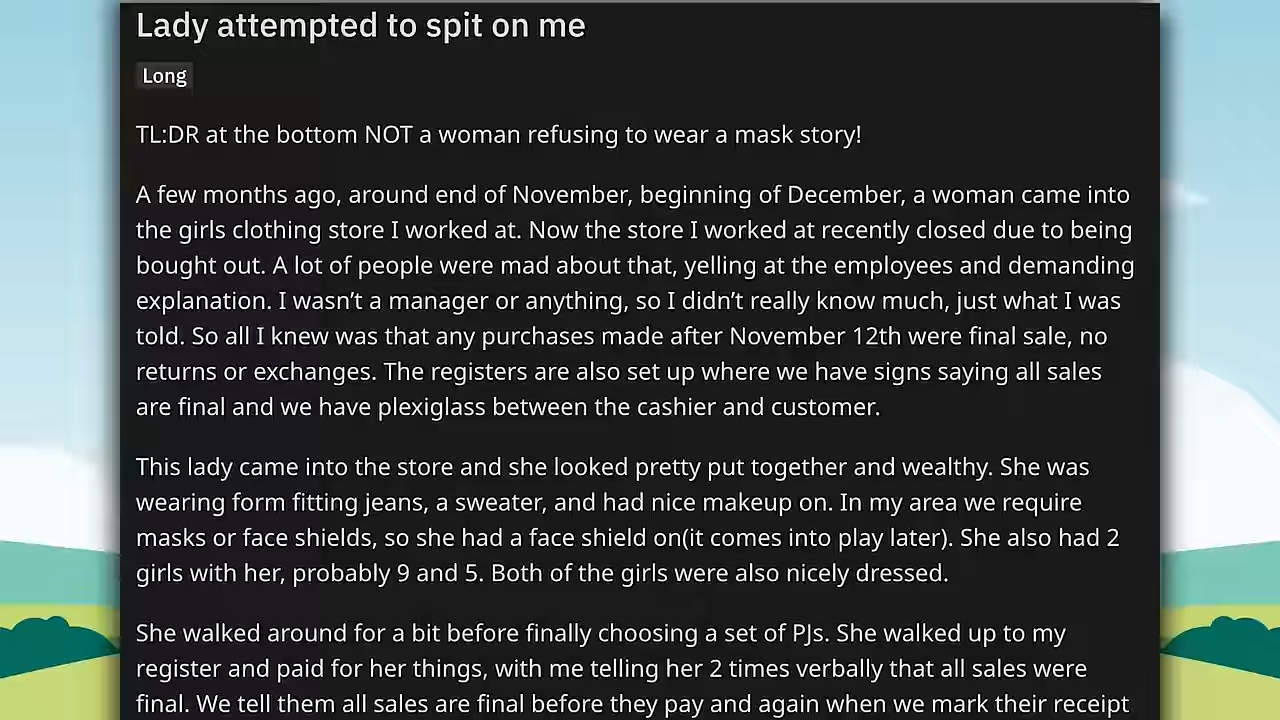 Lady attempted to spit on me
Long
TL:DR at the bottom NOT a woman refusing to wear a mask story!
A few months ago, around end of November, beginning of December, a woman came into
the girls clothing store I worked at. Now the store I worked at recently closed due to being
bought out. A lot of people were mad about that, yelling at the employees and demanding
explanation. I wasn’t a manager or anything, so I didn’t really know much, just what I was
told. So all I knew was that any purchases made after November 12th were final sale, no
returns or exchanges. The registers are also set up where we have signs saying all sales
are final and we have plexiglass between the cashier and customer.
This lady came into the store and she looked pretty put together and wealthy. She was
wearing form fitting jeans, a sweater, and had nice makeup on. In my area we require
masks or face shields, so she had a face shield on(it comes into play later). She also had 2
girls with her, probably 9 and 5. Both of the girls were also nicely dressed.
She walked around for a bit before finally choosing a set of PJs. She walked up to my
register and paid for her things, with me telling her 2 times verbally that all sales were
final. We tell them all sales are final before they pay and again when we mark their receipt